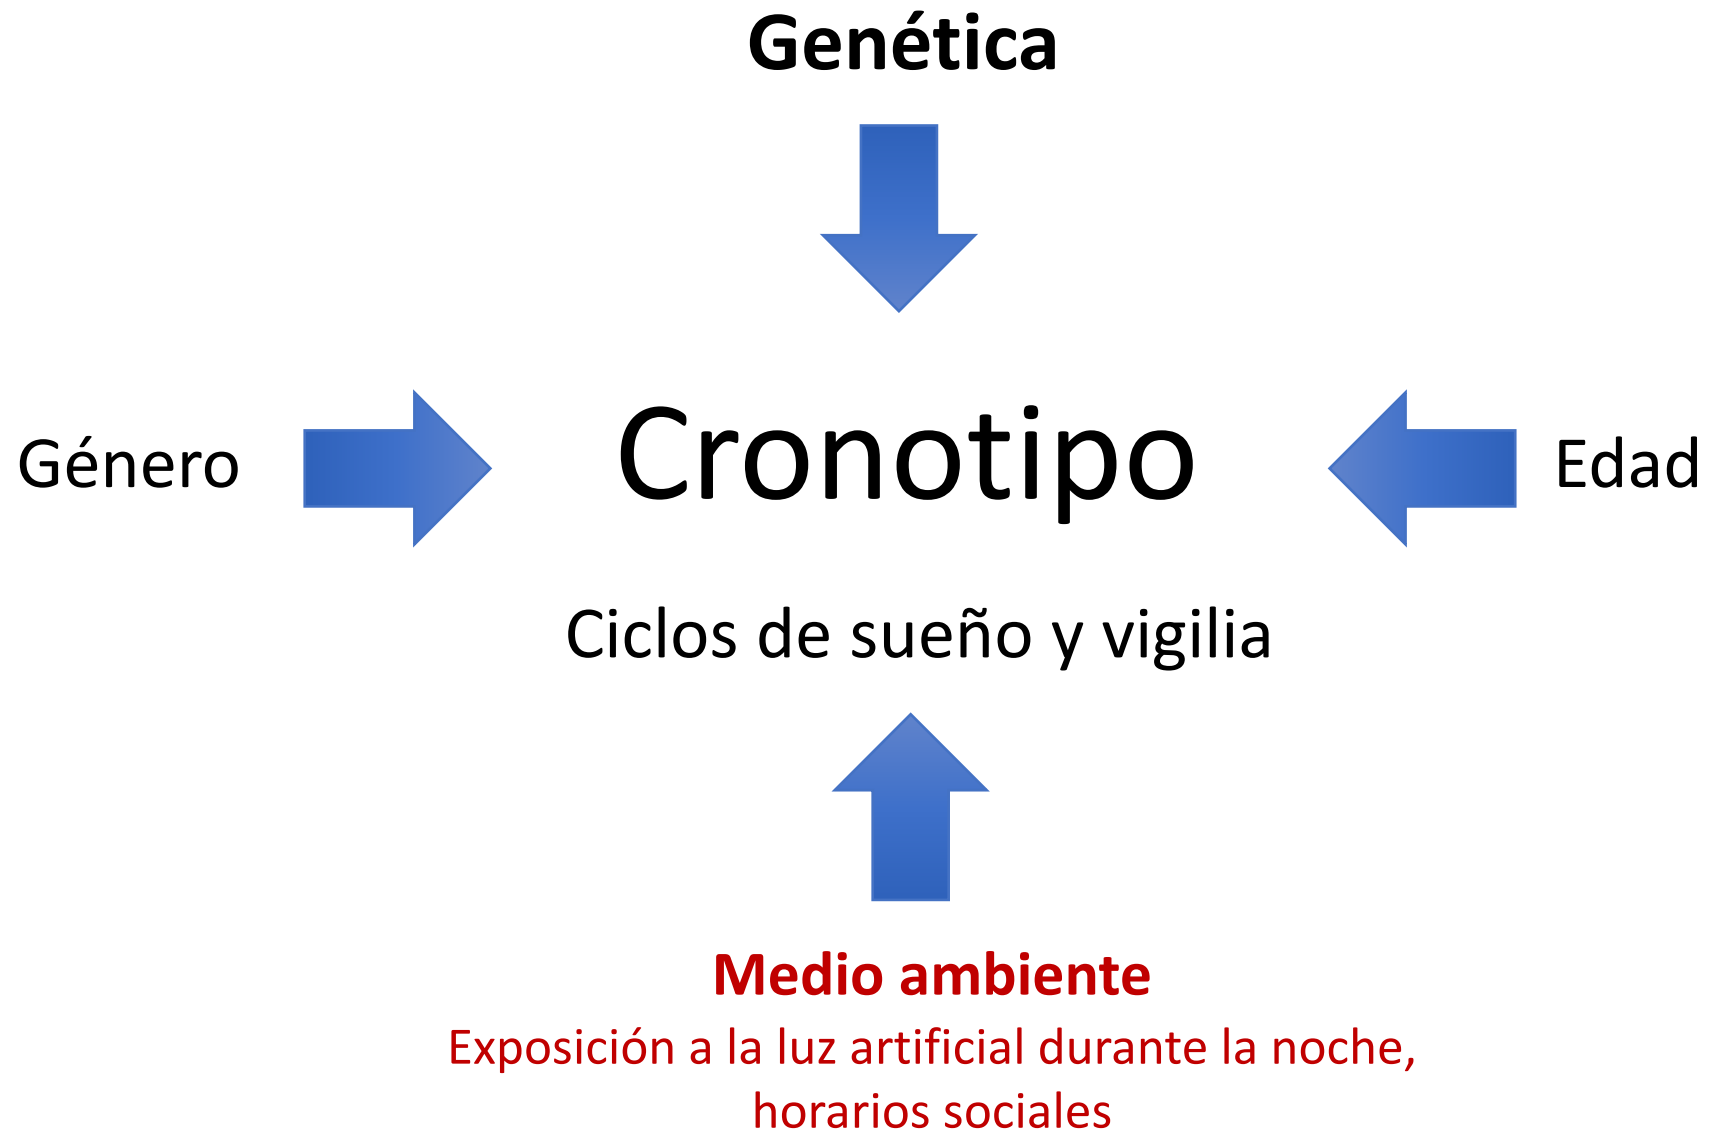 Genética
Género
Cronotipo
Edad
Ciclos de sueño y vigilia
Medio ambiente
Exposición a la luz artificial durante la noche,
horarios sociales